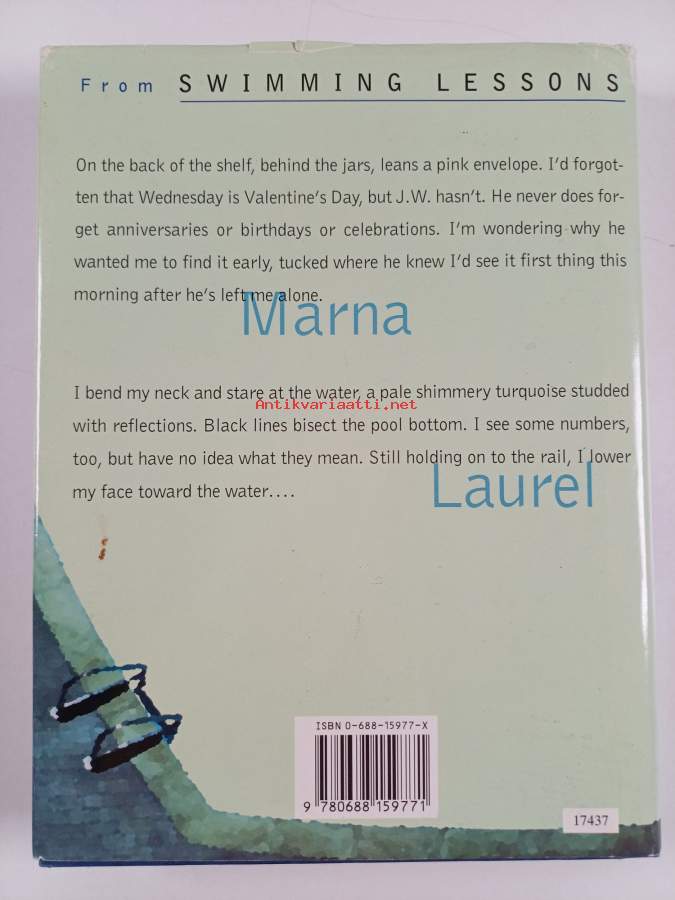 From SWIMMING LESSONS
On the back of the shelf, behind the jars, leans a pink envelope. I'd forgot-
ten that Wednesday is Valentine's Day, but J.W. hasn't. He never does for-
get anniversaries or birthdays or celebrations. I'm wondering why he
wanted me to find it early, tucked where he knew I'd see it first thing this
morning after he's left me alone.
Marna
I bend my neck and stare at the water, a pale shimmery turquoise studded
Antikvariaatti.net
with reflections. Black lines bisect the pool bottom. I see some numbers,
too, but have no idea what they mean. Still holding on to the rail, I lower
my face toward the water....
Laurel
ISBN 0-688-15977-X
9 780688 159771
17437